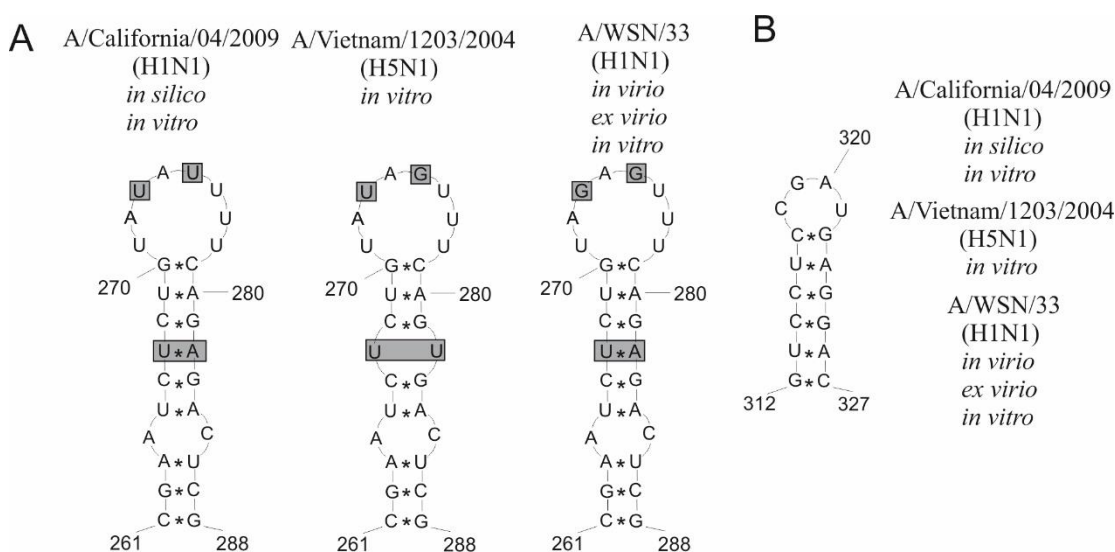 A
A/California/04/2009
(H1N1)
in silico
in vitro
A U
U U
A U
U U
270 G * C
U * A 280
C * G
U * A
C * G
U * A
A C
A * U
G * C
C * G
261 288
A/Vietnam/1203/2004
(H5N1)
in vitro
A G
U U
A U
U U
270 G * C
U * A 280
C * G
U U
C * G
U * A
A C
A * U
G * C
C * G
261 288
A/WSN/33
(H1N1)
in virio
ex virio
in vitro
A G
G U
A U
U U
270 G * C
U * A 280
C * G
U * A
C * G
U * A
A C
A * U
G * C
C * G
261 288
B
320
G A
C U
C * G
U * A
C * G
C * G
U * A
G * C
312 327
A/California/04/2009
(H1N1)
in silico
in vitro
A/Vietnam/1203/2004
(H5N1)
in vitro
A/WSN/33
(H1N1)
in virio
ex virio
in vitro